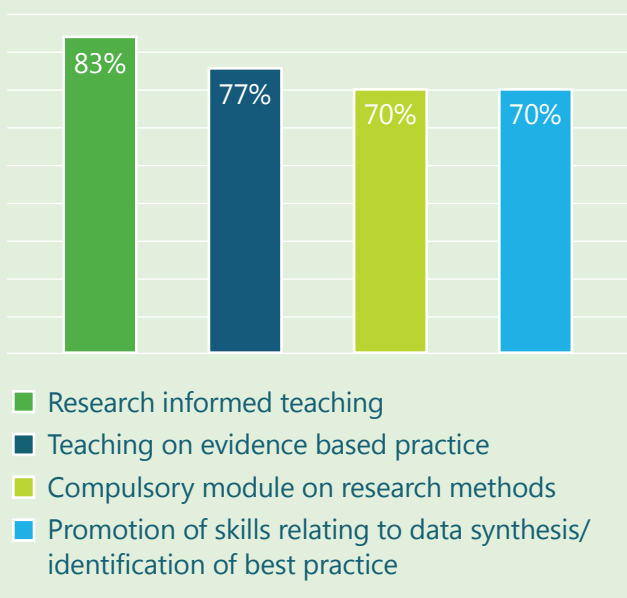 83%
77%
70%
70%
Research informed teaching
Teaching on evidence based practice
Compulsory module on research methods
Promotion of skills relating to data synthesis/
identification of best practice